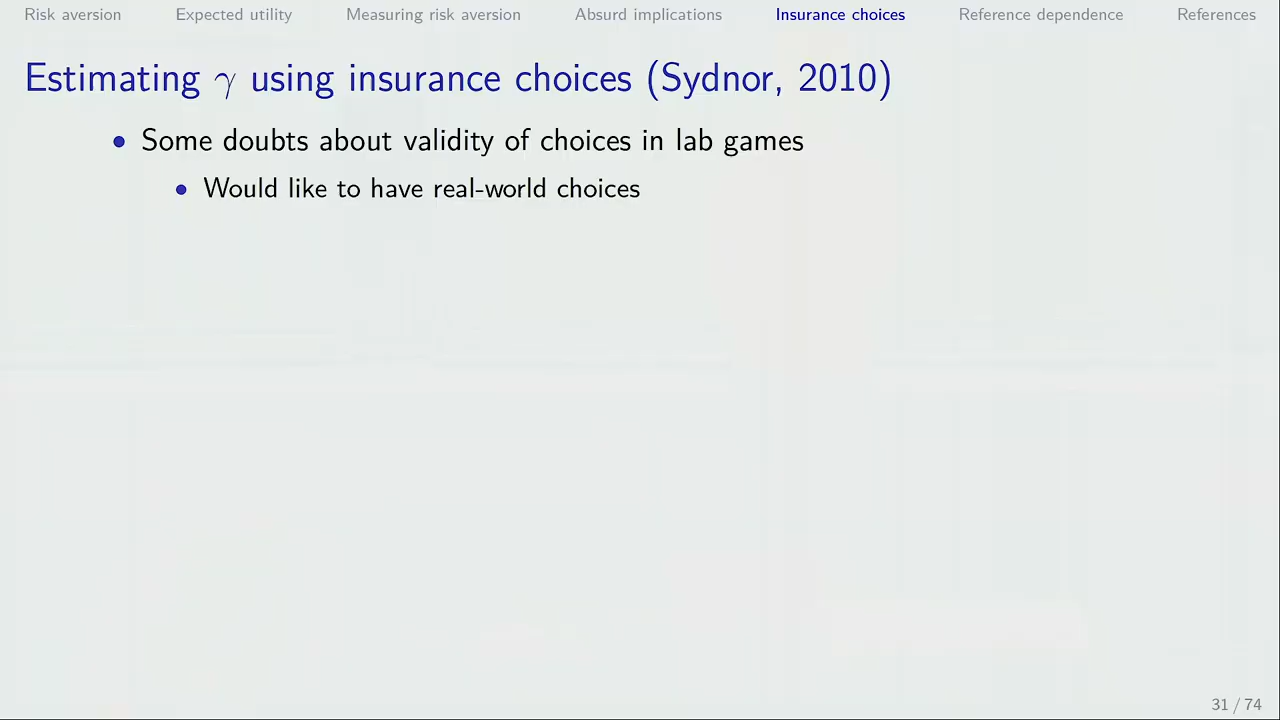 Risk aversion Expected utility Measuring risk aversion Absurd implications Insurance choices Reference dependence References
Estimating γ using insurance choices (Sydnor, 2010)
• Some doubts about validity of choices in lab games
• Would like to have real-world choices
31 / 74